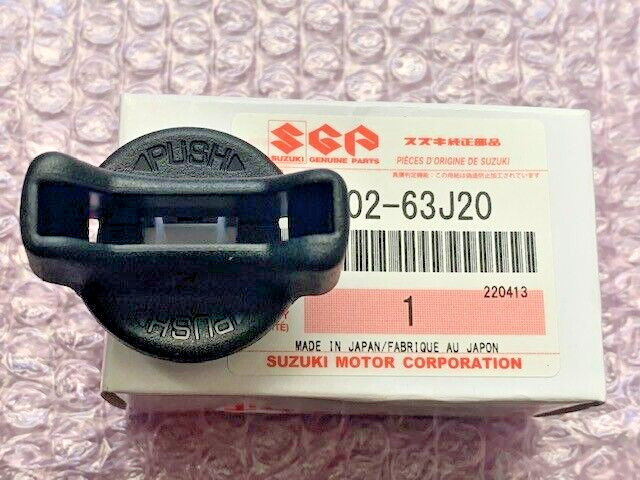 PUSH
PUSH
SGP
SUZUKI GENUINE PARTS
スズキ純正部品
PIÈCES D'ORIGINE DE SUZUKI
02-63J20
1
220413
MADE IN JAPAN/FABRIQUE AU JAPON
SUZUKI MOTOR CORPORATION